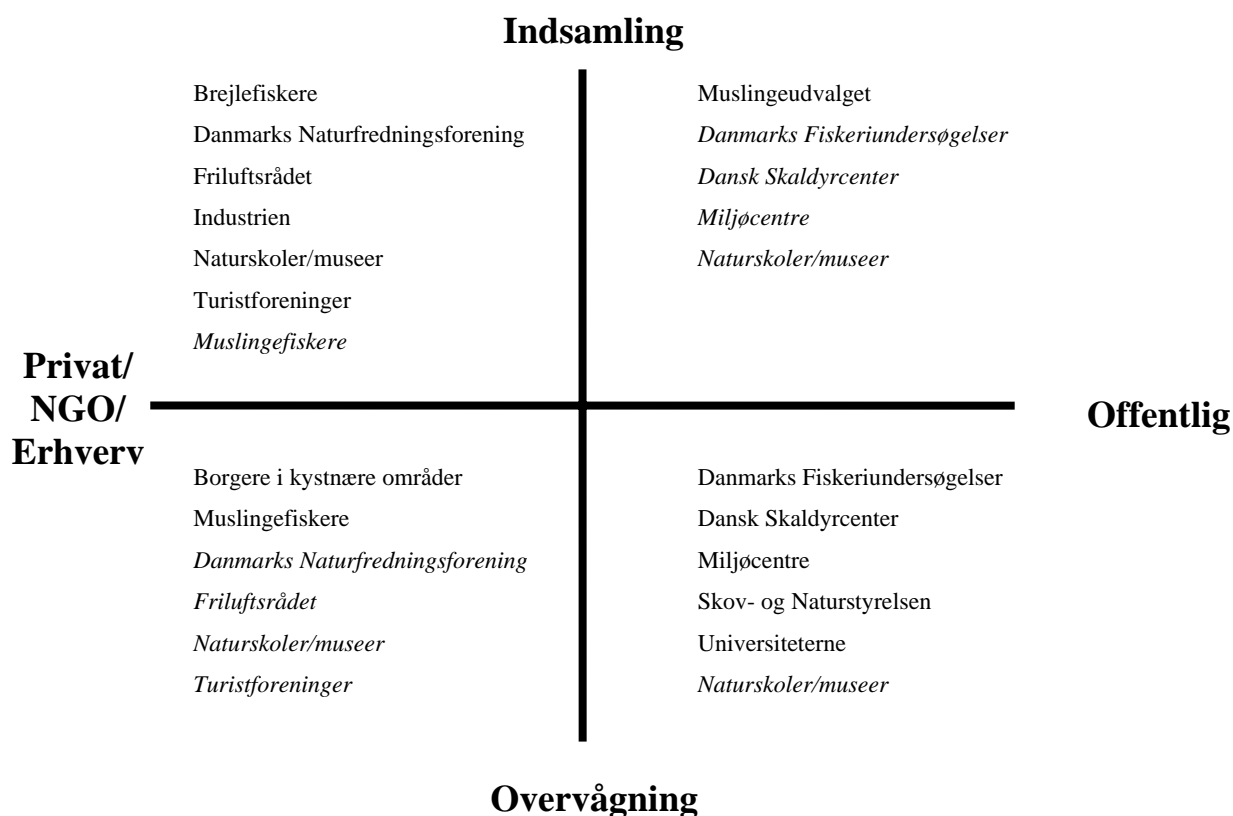 Indsamling
Brejlefiskere
Danmarks Naturfredningsforening
Friluftsrådet
Industrien
Naturskoler/museer
Turistforeninger
Muslingefiskere
Muslingeudvalget
Danmarks Fiskeriundersøgelser
Dansk Skaldyrcenter
Miljøcentre
Naturskoler/museer
Privat/
NGO/
Erhverv
Offentlig
Borgere i kystnære områder
Muslingefiskere
Danmarks Naturfredningsforening
Friluftsrådet
Naturskoler/museer
Turistforeninger
Danmarks Fiskeriundersøgelser
Dansk Skaldyrcenter
Miljøcentre
Skov- og Naturstyrelsen
Universiteterne
Naturskoler/museer
Overvågning